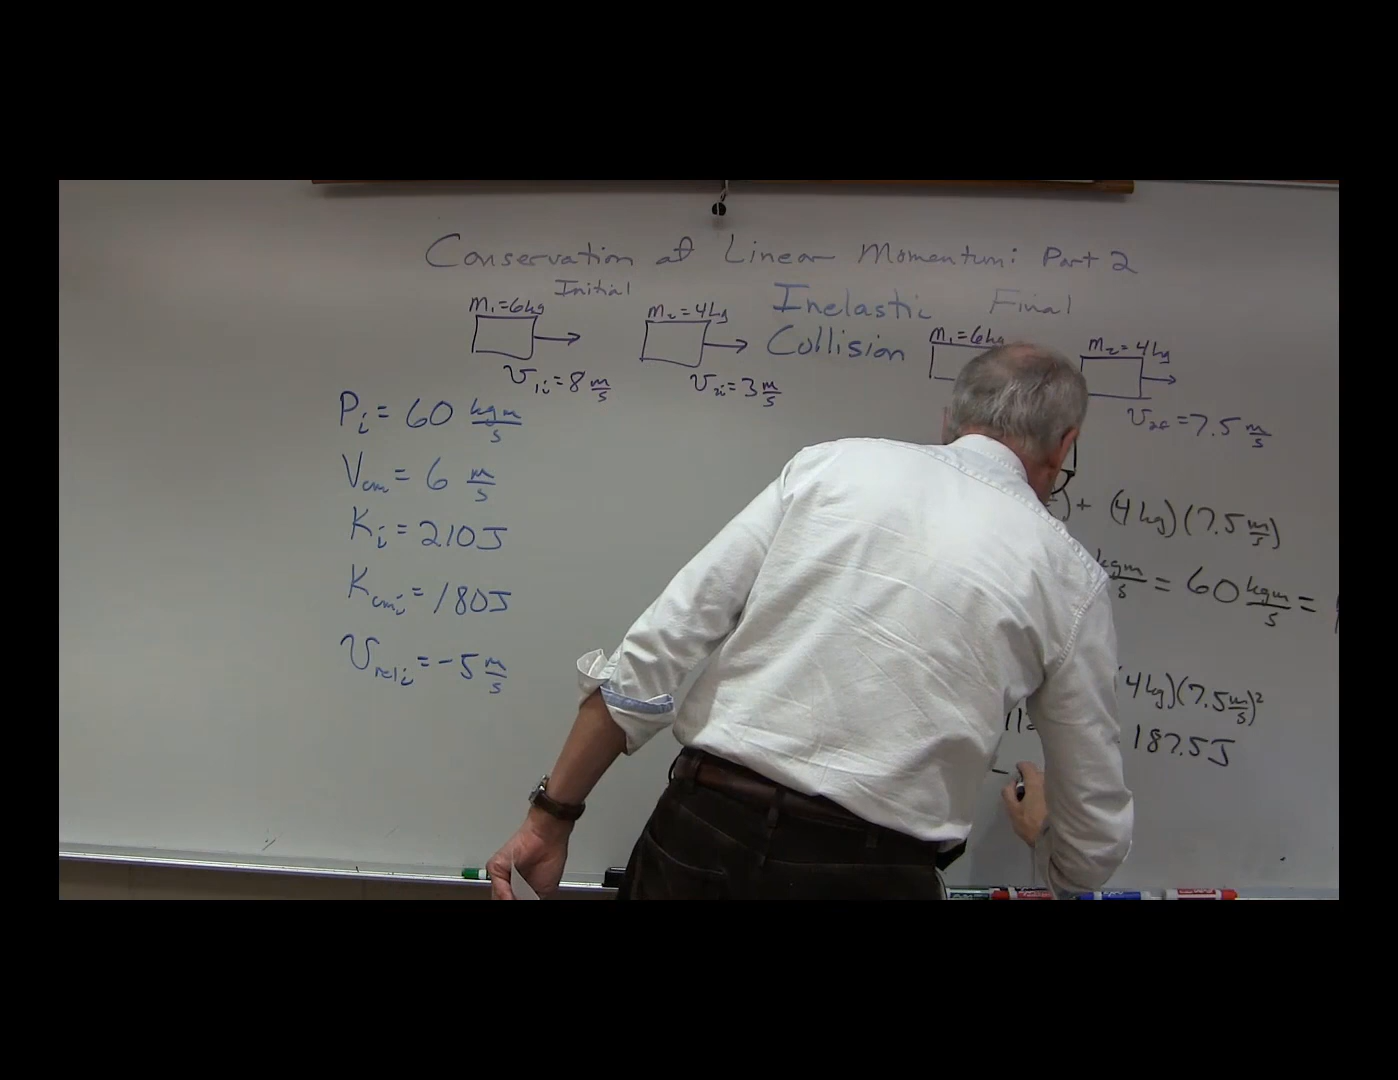 Conservation of Linear Momentum: Part 2
Initial
Inelastic
Collision
Final
m₁=6kg
m₂=4kg
m₁=6kg
m₂=4kg
v₁ᵢ=8 m/s
v₂ᵢ=3 m/s
v₂f=7.5 m/s
Pᵢ= 60 kgm/s
Vcm= 6 m/s
Kᵢ=210J
Kcmᵢ=180J
vrelᵢ=-5 m/s
)+ (4kg)(7.5 m/s)
kgm/s = 60 kgm/s =
4kg)(7.5 m/s)²
187.5J